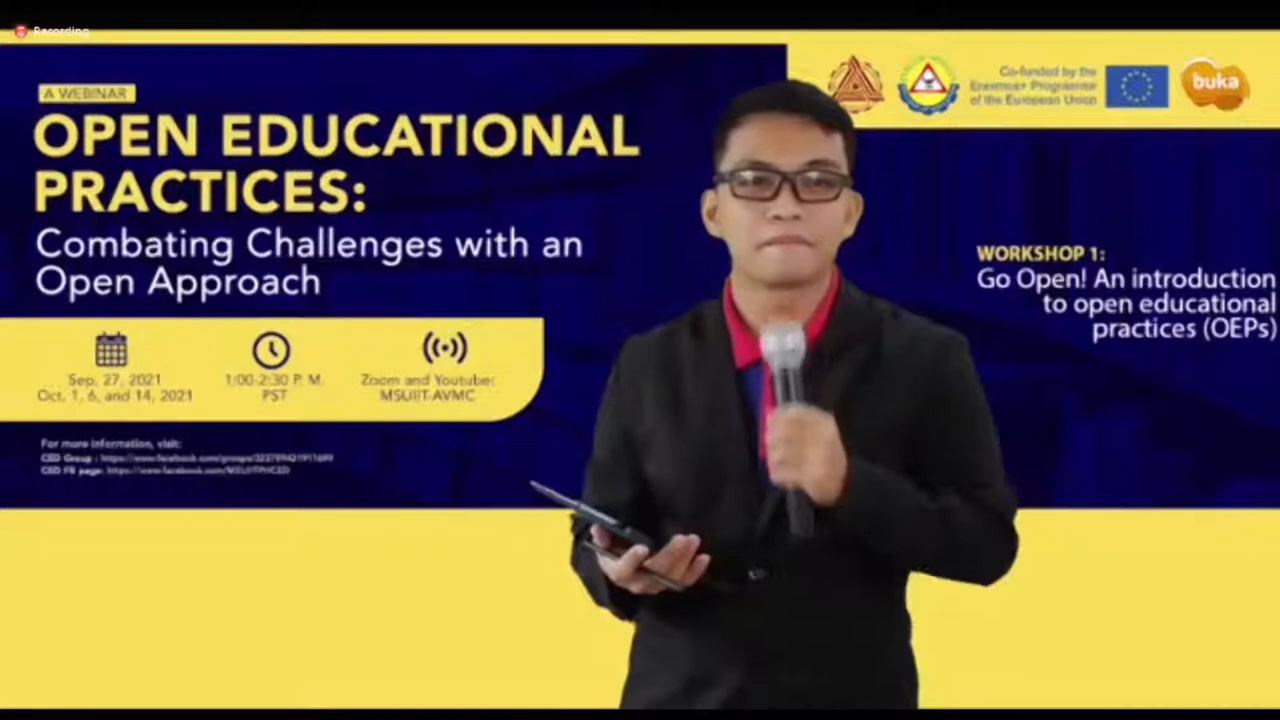 Recording
A WEBINAR
OPEN EDUCATIONAL
PRACTICES:
Combating Challenges with an
Open Approach
Sep. 27, 2021
Oct. 1, 6, and 14, 2021
1:00-2:30 P. M.
PST
Zoom and Youtube:
MSUIIT-AVMC
For more information, visit:
CED Group :
CED FB page:
Co-funded by the
Erasmus+ Programme
of the European Union
buka
WORKSHOP 1:
Go Open! An introduction
to open educational
practices (OEPs)